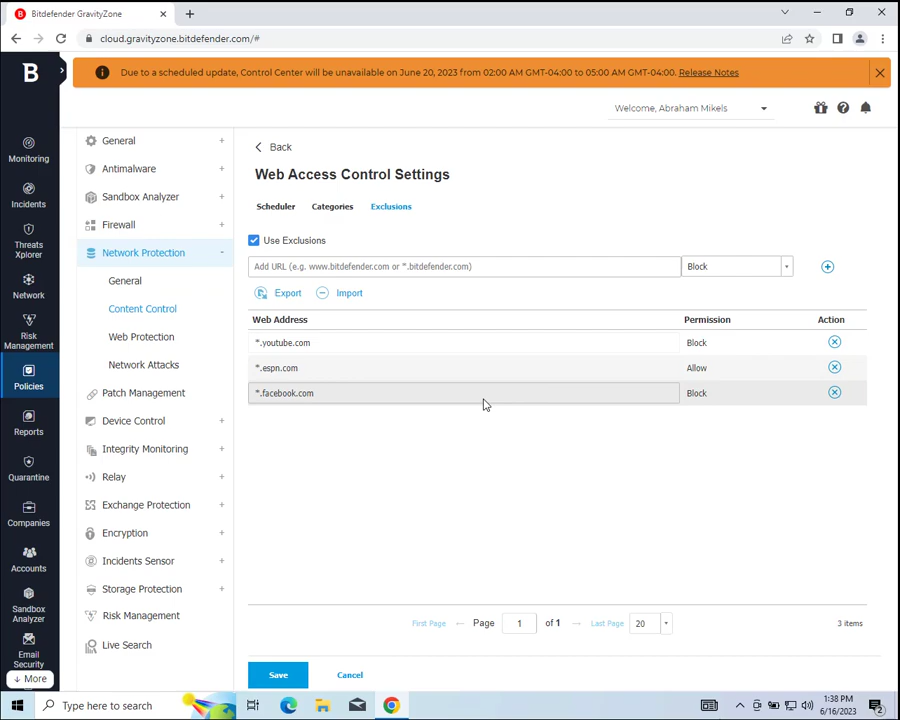 Bitdefender GravityZone
cloud.gravityzone.bitdefender.com/#
B
Due to a scheduled update, Control Center will be unavailable on June 20, 2023 from 02:00 AM GMT-04:00 to 05:00 AM GMT-04:00. Release Notes
Welcome, Abraham Mikels
Monitoring
Incidents
Threats
Xplorer
Network
Risk
Management
Policies
Reports
Quarantine
Companies
Accounts
Sandbox
Analyzer
Email
Security
↓ More
General +
Antimalware +
Sandbox Analyzer +
Firewall +
Network Protection -
General
Content Control
Web Protection
Network Attacks
Patch Management
Device Control +
Integrity Monitoring +
Relay +
Exchange Protection +
Encryption +
Incidents Sensor +
Storage Protection +
Risk Management
Live Search
Back
Web Access Control Settings
Scheduler Categories Exclusions
Use Exclusions
Add URL (e.g. www.bitdefender.com or *.bitdefender.com) Block
Export Import
Web Address Permission Action
*.youtube.com Block
*.espn.com Allow
*.facebook.com Block
First Page ← Page 1 of 1 → Last Page 20 3 items
Save Cancel
Type here to search
1:38 PM
6/16/2023
2